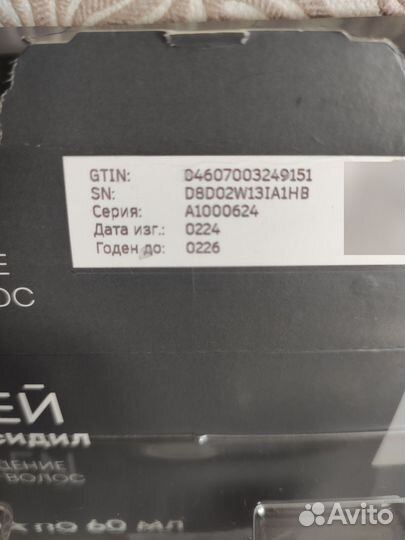 GTIN: 04607003249151
SN: D8D02W13IA1HB
Серия: A1000624
Дата изг.: 0224
Годен до: 0226
Е
ОС
ЕЙ
СИДИЛ
ДЕНИЕ
ВОЛОС
х по 60 мл
Avito